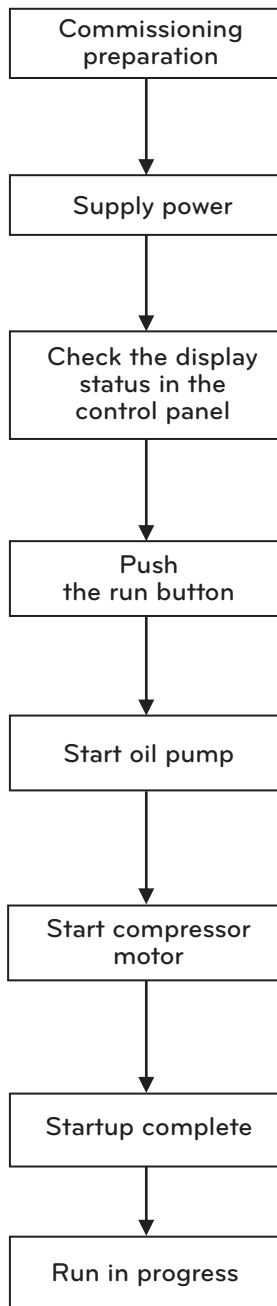 Commissioning
preparation
Supply power
Check the display
status in the
control panel
Push
the run button
Start oil pump
Start compressor
motor
Startup complete
Run in progress